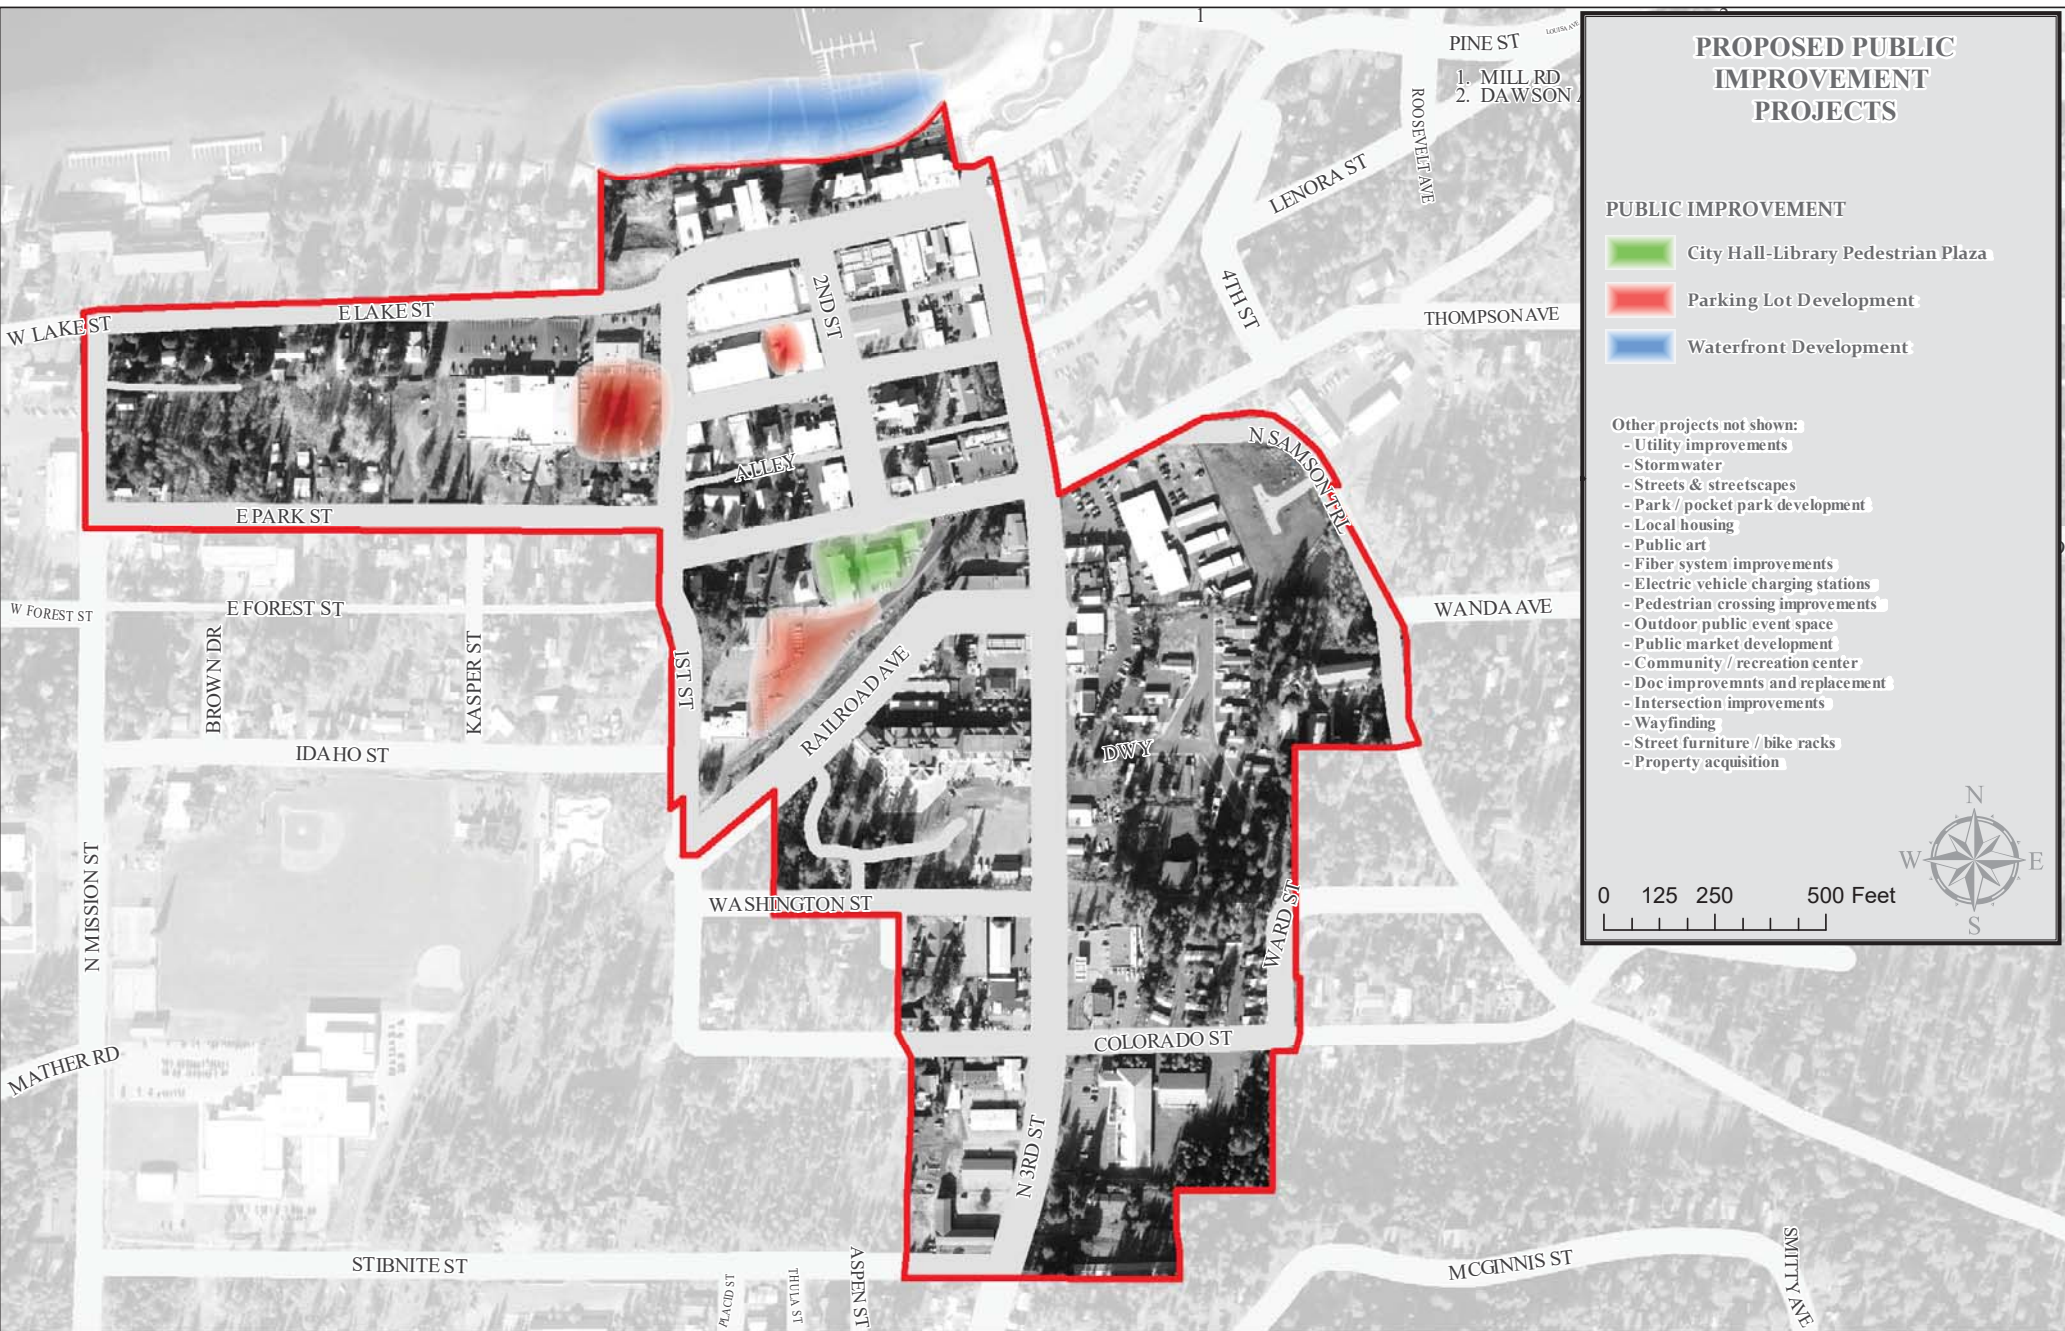 1
2
PINE ST
LOUISA AVE
1. MILL RD
2. DAWSON A
ROOSEVELT AVE
LENORA ST
4TH ST
THOMPSON AVE
2ND ST
E LAKE ST
W LAKE ST
N SAMSON TRL
ALLEY
E PARK ST
W FOREST ST
E FOREST ST
WANDA AVE
BROWN DR
KASPER ST
1ST ST
RAILROAD AVE
IDAHO ST
DWY
N MISSION ST
WASHINGTON ST
WARD ST
COLORADO ST
MATHER RD
N 3RD ST
STIBNITE ST
PLACID ST
THULA ST
ASPEN ST
MCGINNIS ST
SMITTY AVE
PROPOSED PUBLIC
IMPROVEMENT
PROJECTS
PUBLIC IMPROVEMENT
City Hall-Library Pedestrian Plaza
Parking Lot Development
Waterfront Development
Other projects not shown:
- Utility improvements
- Stormwater
- Streets & streetscapes
- Park / pocket park development
- Local housing
- Public art
- Fiber system improvements
- Electric vehicle charging stations
- Pedestrian crossing improvements
- Outdoor public event space
- Public market development
- Community / recreation center
- Doc improvemnts and replacement
- Intersection improvements
- Wayfinding
- Street furniture / bike racks
- Property acquisition
N
W E
S
0 125 250 500 Feet